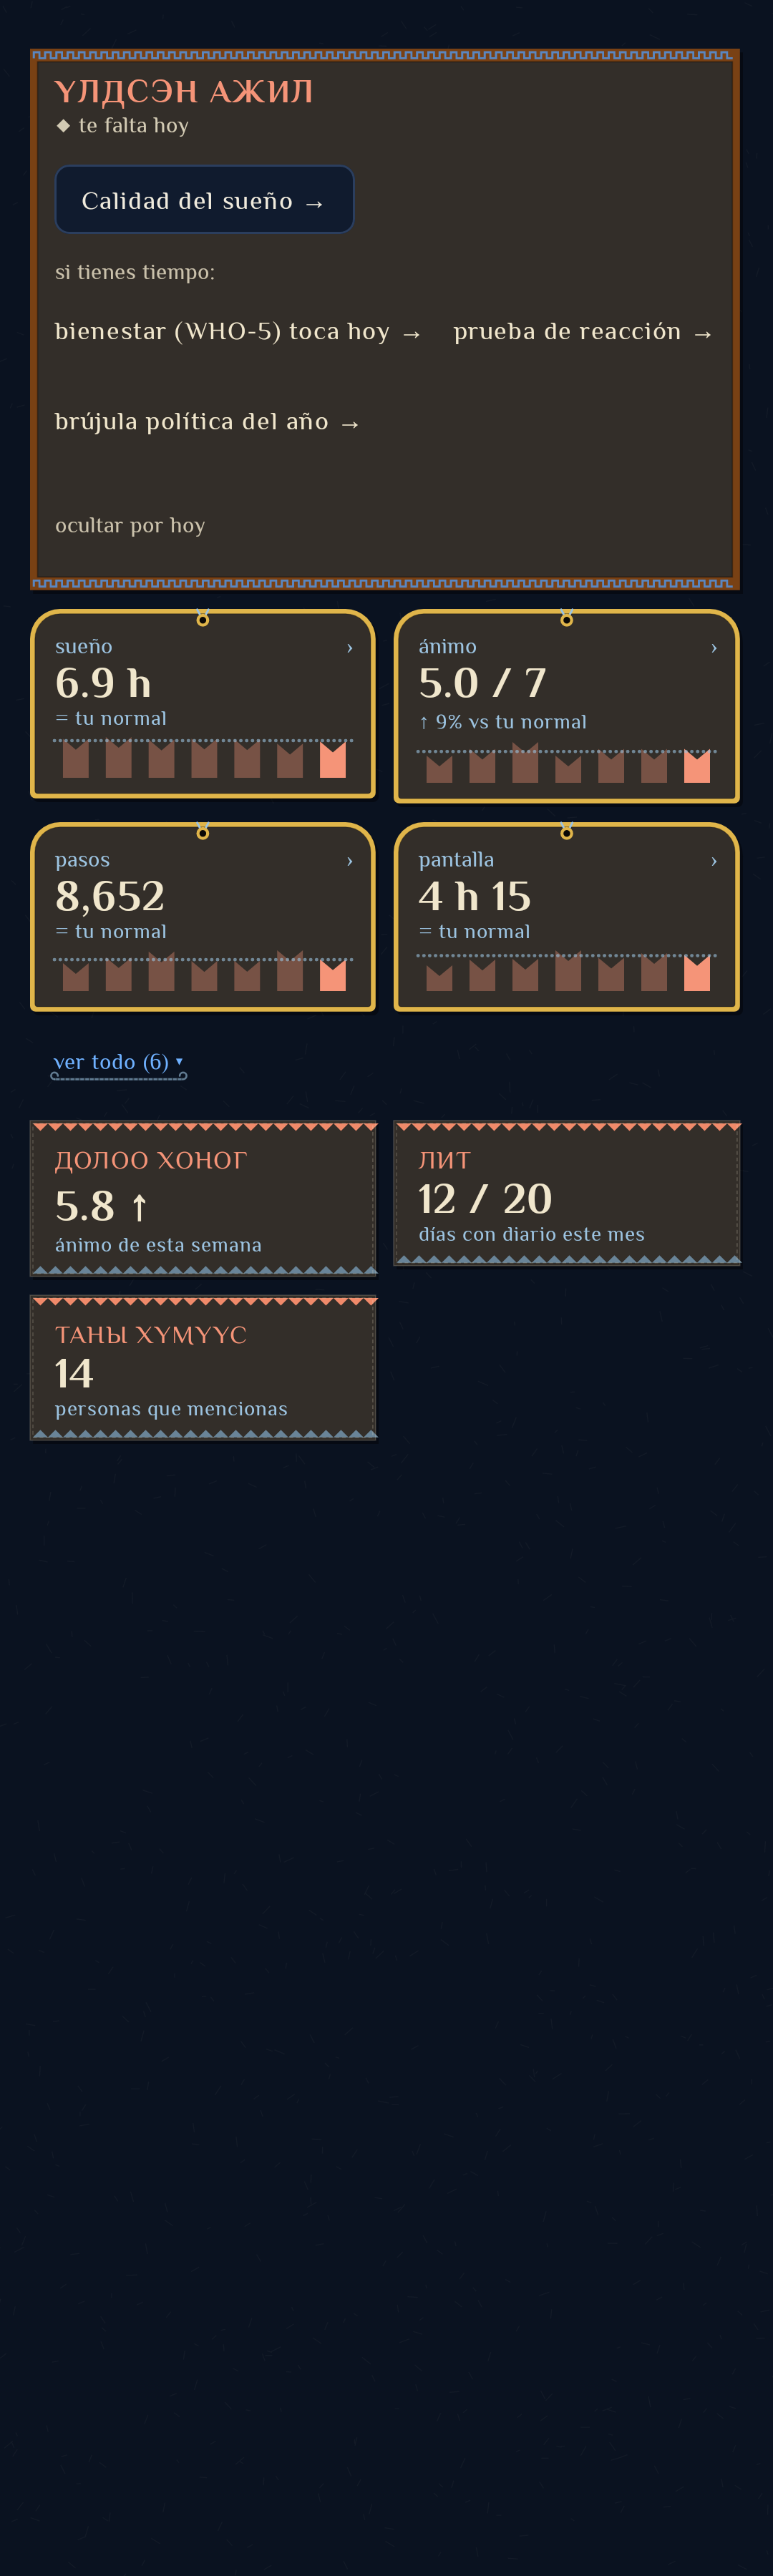 ҮЛДСЭН АЖИЛ
◆ te falta hoy
Calidad del sueño →
si tienes tiempo:
bienestar (WHO-5) toca hoy → prueba de reacción →
brújula política del año →
ocultar por hoy
sueño ›
6.9 h
= tu normal
ánimo ›
5.0 / 7
↑ 9% vs tu normal
pasos ›
8,652
= tu normal
pantalla ›
4 h 15
= tu normal
ver todo (6) ▾
ДОЛОО ХОНОГ
5.8 ↑
ánimo de esta semana
ЛИТ
12 / 20
días con diario este mes
ТАНЫ ХҮМҮҮС
14
personas que mencionas